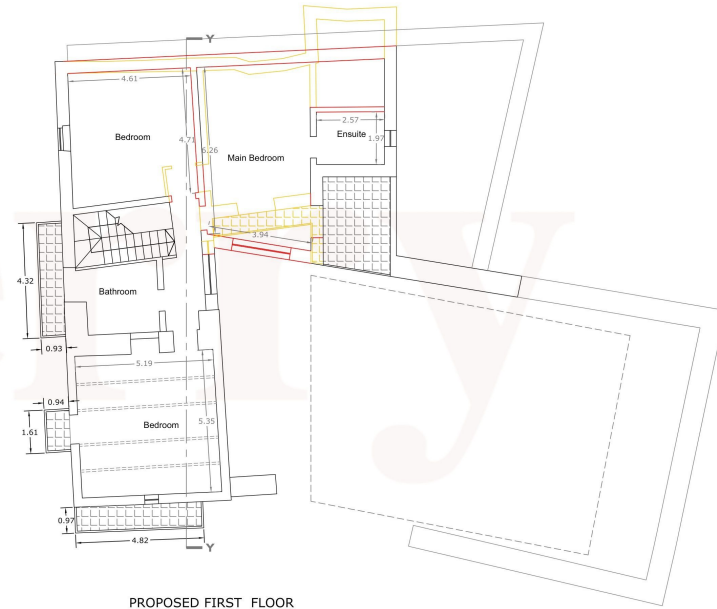 Y
4.61
Bedroom
4.71
6.26
Main Bedroom
2.57
Ensuite
1.97
3.94
4.32
Bathroom
0.93
5.19
0.94
1.61
Bedroom
5.35
0.97
4.82
Y
PROPOSED FIRST FLOOR